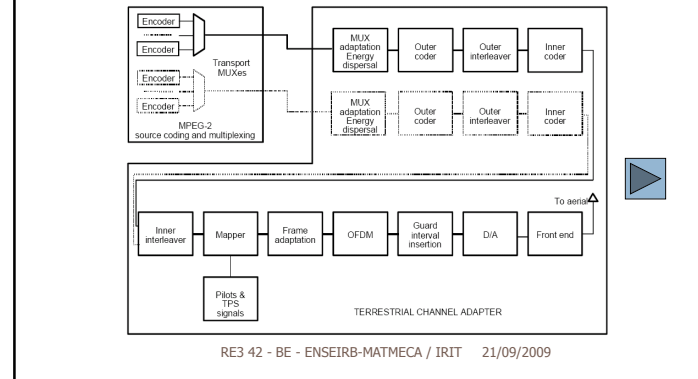 Encoder
Encoder
Transport
MUXes
Encoder
Encoder
MPEG-2
source coding and multiplexing
MUX
adaptation
Energy
dispersal
Outer
coder
Outer
interleaver
Inner
coder
MUX
adaptation
Energy
dispersal
Outer
coder
Outer
interleaver
Inner
coder
To aerial
Inner
interleaver
Mapper
Frame
adaptation
OFDM
Guard
interval
insertion
D/A
Front end
Pilots &
TPS
signals
TERRESTRIAL CHANNEL ADAPTER
RE3 42 - BE - ENSEIRB-MATMECA / IRIT 21/09/2009